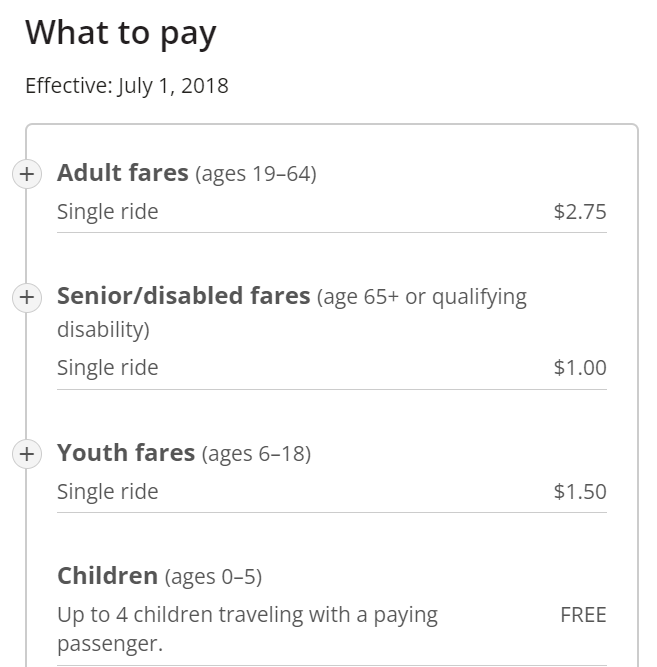 What to pay
Effective: July 1, 2018
+ Adult fares (ages 19–64)
Single ride $2.75
+ Senior/disabled fares (age 65+ or qualifying
disability)
Single ride $1.00
+ Youth fares (ages 6–18)
Single ride $1.50
Children (ages 0–5)
Up to 4 children traveling with a paying FREE
passenger.